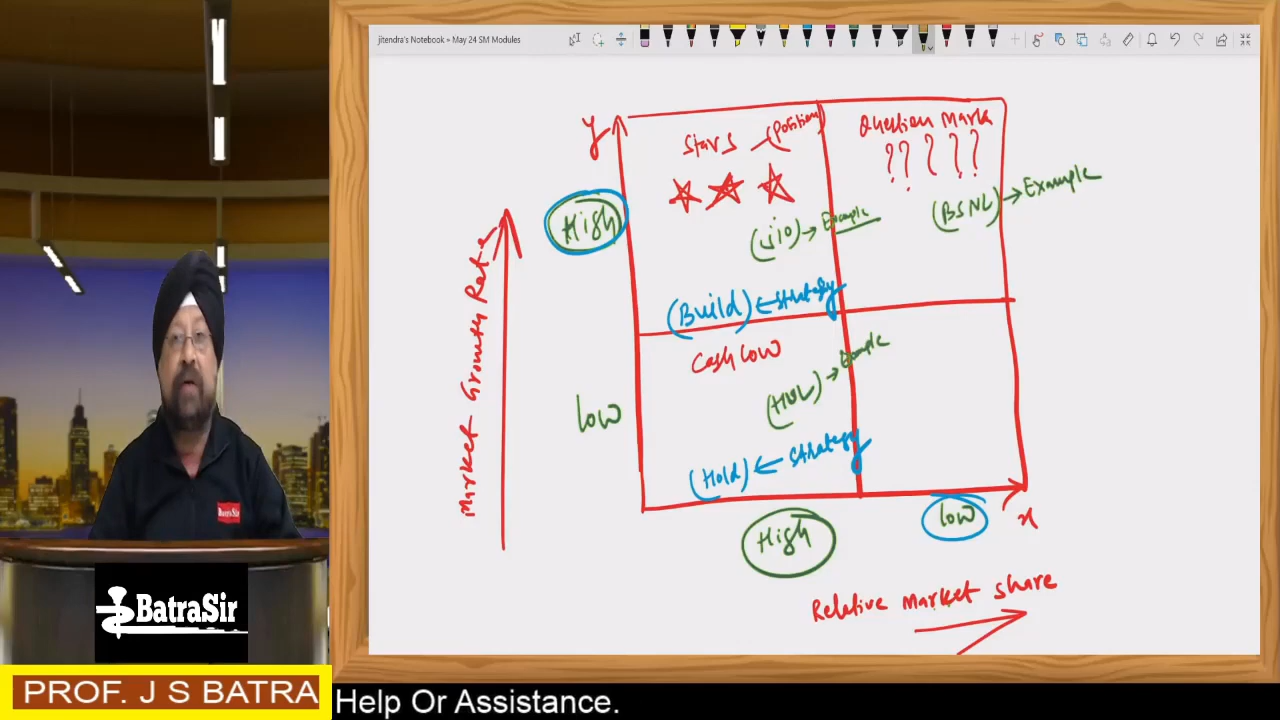 jitendra's Notebook » May 24 SM Modules
y
Stars (Position)
Question Mark
? ? ? ? ?
High
(Jio) → Example
(BSNL) → Example
(Build) ← Strategy
Market Growth Rate
Cash Cow
(HUL) → Example
low
(Hold) ← Strategy
High
low
x
Relative Market share
BatraSir
BatraSir
PROF. J S BATRA
Help Or Assistance.